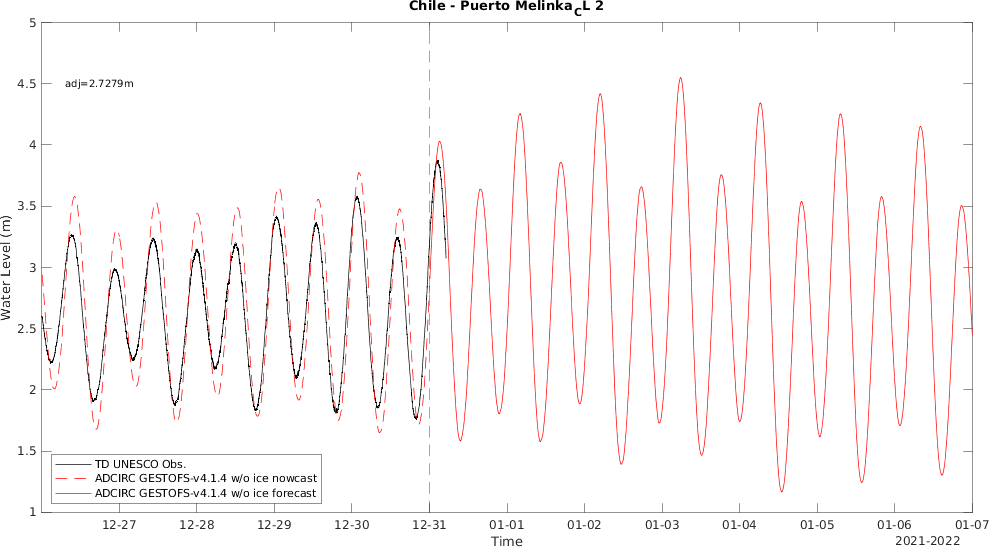 Chile - Puerto Melinka_CL 2
5
4.5
adj=2.7279m
4
3.5
3
2.5
2
1.5
1
Water Level (m)
TD UNESCO Obs.
ADCIRC GESTOFS-v4.1.4 w/o ice nowcast
ADCIRC GESTOFS-v4.1.4 w/o ice forecast
12-27 12-28 12-29 12-30 12-31 01-01 01-02 01-03 01-04 01-05 01-06 01-07
Time
2021-2022